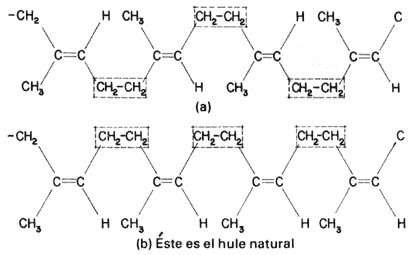 -CH₂ H CH₃ CH₂-CH₂ H CH₃ C
C=C C=C C=C C=C
CH₃ CH₂-CH₂ H CH₃ CH₂-CH₂ H
(a)
-CH₂ CH₂-CH₂ CH₂-CH₂ CH₂-CH₂ C
C=C C=C C=C C=C
CH₃ H CH₃ H CH₃ H CH₃ H
(b) Éste es el hule natural